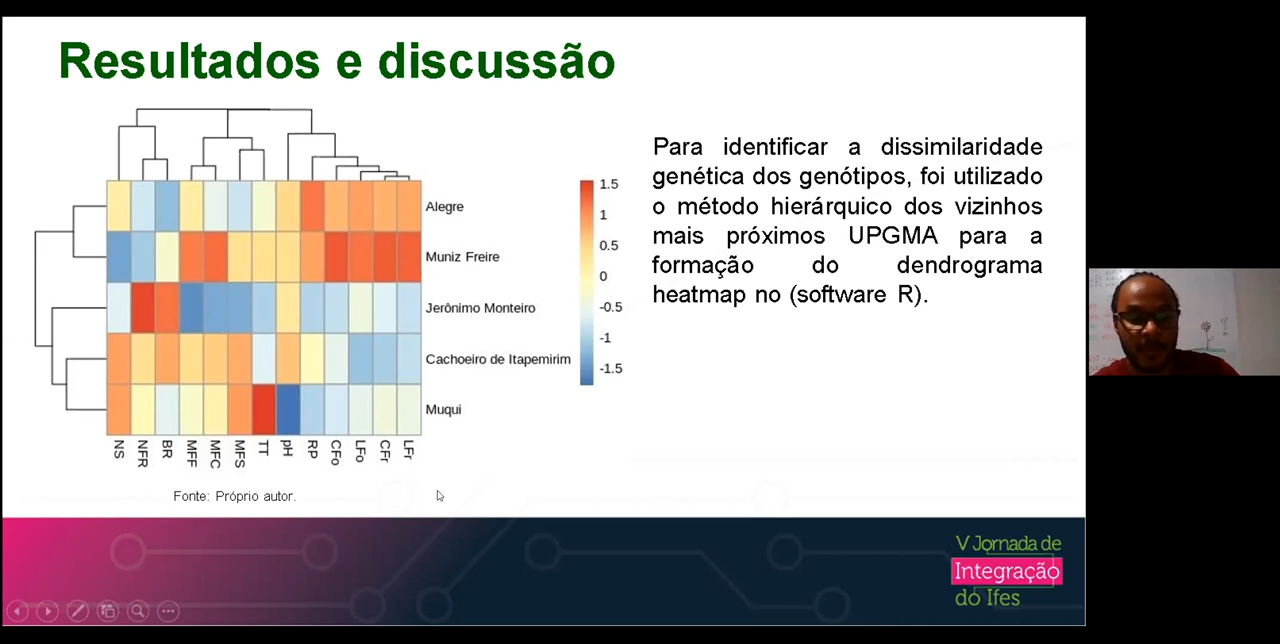 Resultados e discussão
Alegre
Muniz Freire
Jerônimo Monteiro
Cachoeiro de Itapemirim
Muqui
1.5
1
0.5
0
-0.5
-1
-1.5
NS NFR BR MFF MFC MFS TT pH RP CFo LFo CFr LFr
Fonte: Próprio autor.
Para identificar a dissimilaridade
genética dos genótipos, foi utilizado
o método hierárquico dos vizinhos
mais próximos UPGMA para a
formação do dendrograma
heatmap no (software R).
V Jornada de
Integração
do Ifes